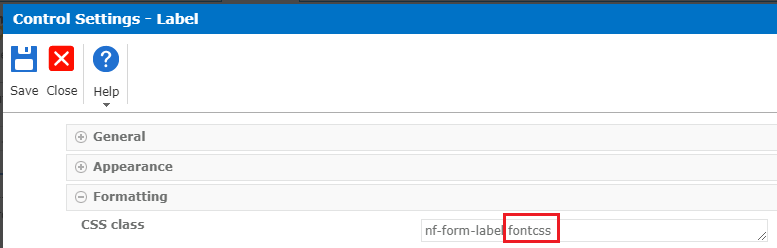 Control Settings - Label
Save Close Help
General
Appearance
Formatting
CSS class nf-form-label fontcss